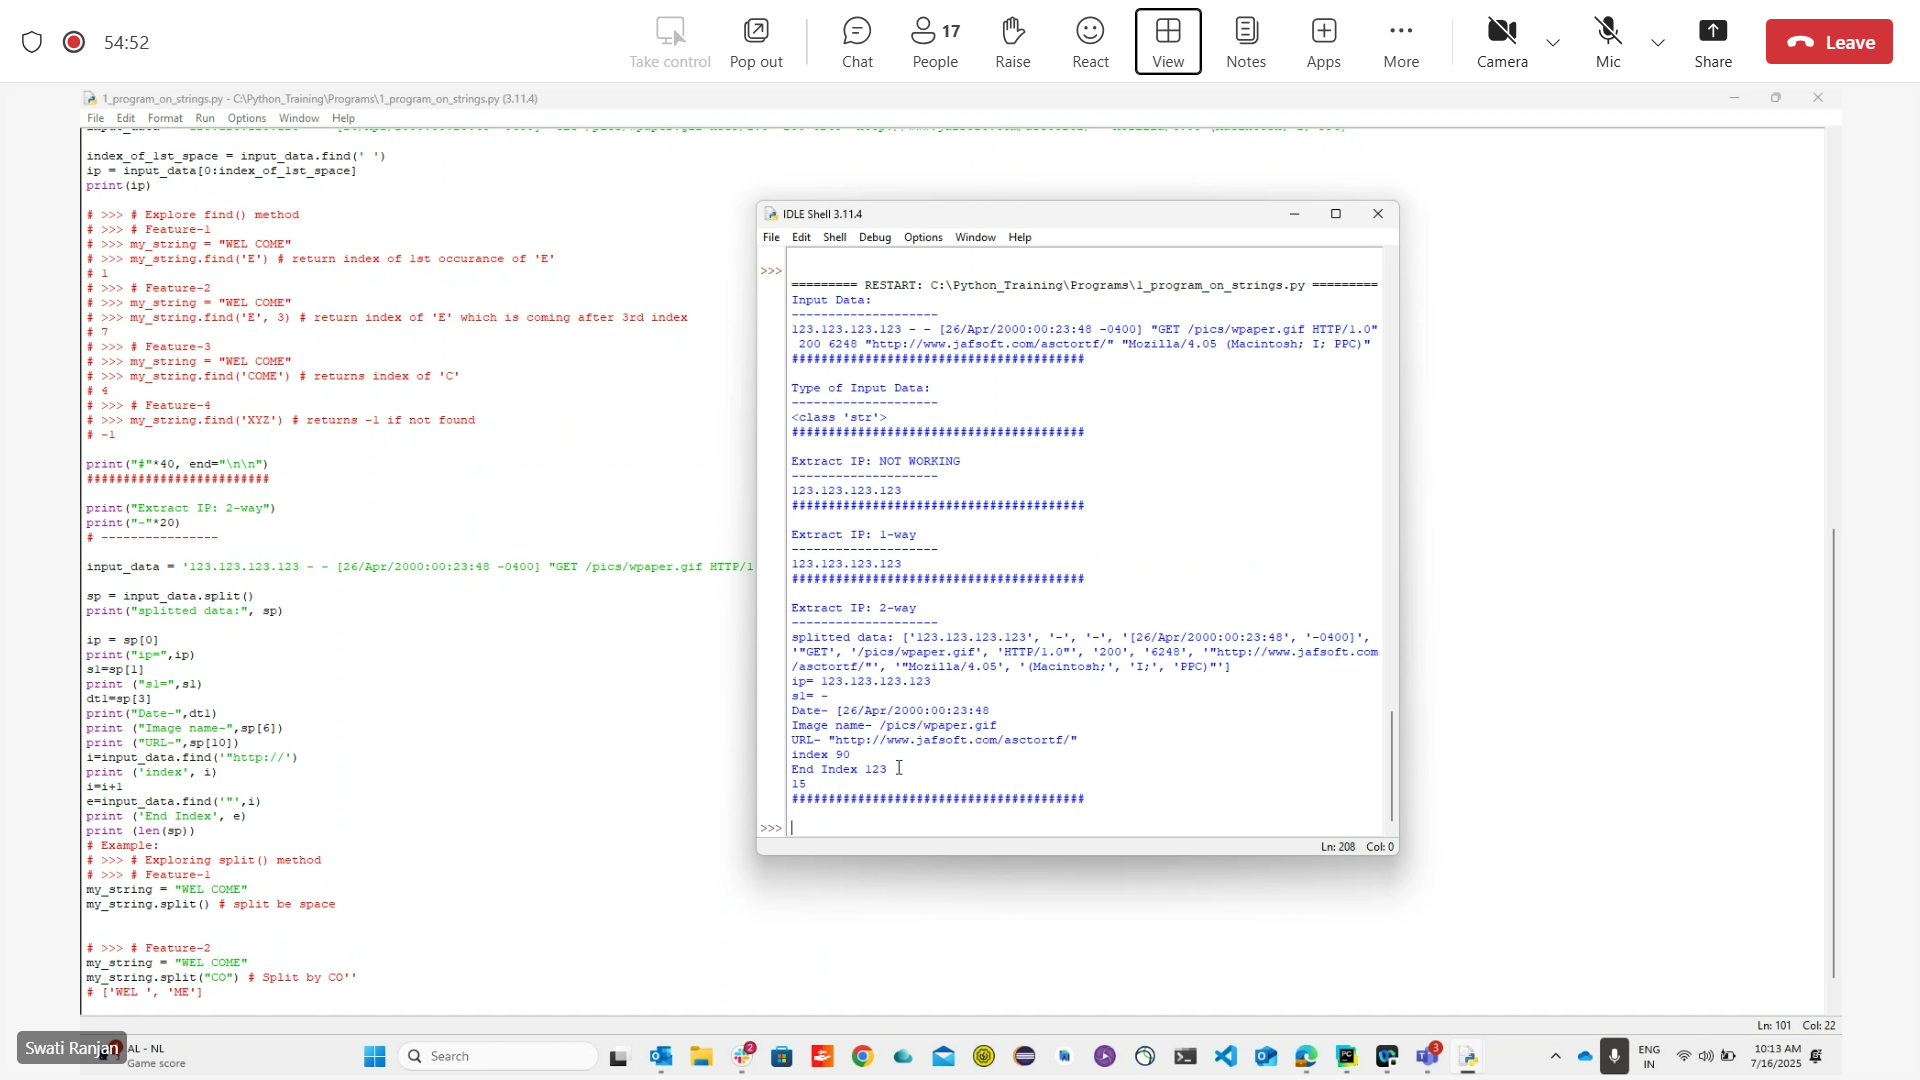 54:52
Take control
Pop out
Chat
17
People
Raise
React
View
Notes
Apps
More
Camera
Mic
Share
Leave
1_program_on_strings.py - C:\Python_Training\Programs\1_program_on_strings.py (3.11.4)
File Edit Format Run Options Window Help
index_of_1st_space = input_data.find(' ')
ip = input_data[0:index_of_1st_space]
print(ip)
# >>> # Explore find() method
# >>> # Feature-1
# >>> my_string = "WEL COME"
# >>> my_string.find('E') # return index of 1st occurance of 'E'
# 1
# >>> # Feature-2
# >>> my_string = "WEL COME"
# >>> my_string.find('E', 3) # return index of 'E' which is coming after 3rd index
# 7
# >>> # Feature-3
# >>> my_string = "WEL COME"
# >>> my_string.find('COME') # returns index of 'C'
# 4
# >>> # Feature-4
# >>> my_string.find('XYZ') # returns -1 if not found
# -1
print("#"*40, end="\n\n")
#########################
print("Extract IP: 2-way")
print("-"*20)
# ----------------
input_data = '123.123.123.123 - - [26/Apr/2000:00:23:48 -0400] "GET /pics/wpaper.gif HTTP/1
sp = input_data.split()
print("splitted data:", sp)
ip = sp[0]
print("ip=",ip)
s1=sp[1]
print ("s1=",s1)
dt1=sp[3]
print("Date-",dt1)
print ("Image name-",sp[6])
print ("URL-",sp[10])
i=input_data.find('"http://')
print ('index', i)
i=i+1
e=input_data.find('"',i)
print ('End Index', e)
print (len(sp))
# Example:
# >>> # Exploring split() method
# >>> # Feature-1
my_string = "WEL COME"
my_string.split() # split be space
# >>> # Feature-2
my_string = "WEL COME"
my_string.split("CO") # Split by CO''
# ['WEL ', 'ME']
Ln: 101 Col: 22
IDLE Shell 3.11.4
File Edit Shell Debug Options Window Help
>>>
========= RESTART: C:\Python_Training\Programs\1_program_on_strings.py =========
Input Data:
--------------------
123.123.123.123 - - [26/Apr/2000:00:23:48 -0400] "GET /pics/wpaper.gif HTTP/1.0"
200 6248 "http://www.jafsoft.com/asctortf/" "Mozilla/4.05 (Macintosh; I; PPC)"
########################################
Type of Input Data:
--------------------
<class 'str'>
########################################
Extract IP: NOT WORKING
--------------------
123.123.123.123
########################################
Extract IP: 1-way
--------------------
123.123.123.123
########################################
Extract IP: 2-way
--------------------
splitted data: ['123.123.123.123', '-', '-', '[26/Apr/2000:00:23:48', '-0400]',
'"GET', '/pics/wpaper.gif', 'HTTP/1.0"', '200', '6248', '"http://www.jafsoft.com
/asctortf/"', '"Mozilla/4.05', '(Macintosh;', 'I;', 'PPC)"']
ip= 123.123.123.123
s1= -
Date- [26/Apr/2000:00:23:48
Image name- /pics/wpaper.gif
URL- "http://www.jafsoft.com/asctortf/"
index 90
End Index 123
15
########################################
>>>
Ln: 208 Col: 0
Swati Ranjan
AL - NL
Game score
Search
2
3
ENG
IN
10:13 AM
7/16/2025